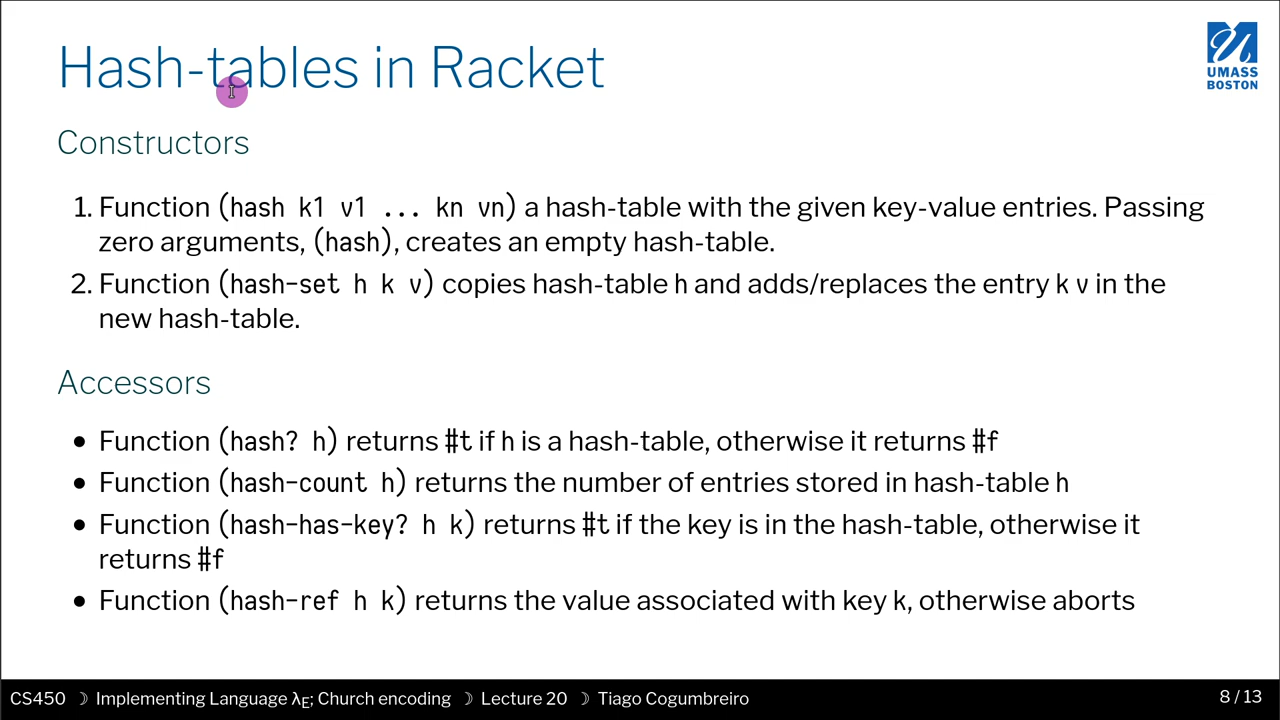 Hash-tables in Racket
UMASS
BOSTON
Constructors
1. Function (hash k1 v1 ... kn vn) a hash-table with the given key-value entries. Passing
zero arguments, (hash), creates an empty hash-table.
2. Function (hash-set h k v) copies hash-table h and adds/replaces the entry k v in the
new hash-table.
Accessors
• Function (hash? h) returns #t if h is a hash-table, otherwise it returns #f
• Function (hash-count h) returns the number of entries stored in hash-table h
• Function (hash-has-key? h k) returns #t if the key is in the hash-table, otherwise it
returns #f
• Function (hash-ref h k) returns the value associated with key k, otherwise aborts
CS450 ☽ Implementing Language λE; Church encoding ☽ Lecture 20 ☽ Tiago Cogumbreiro
8 / 13